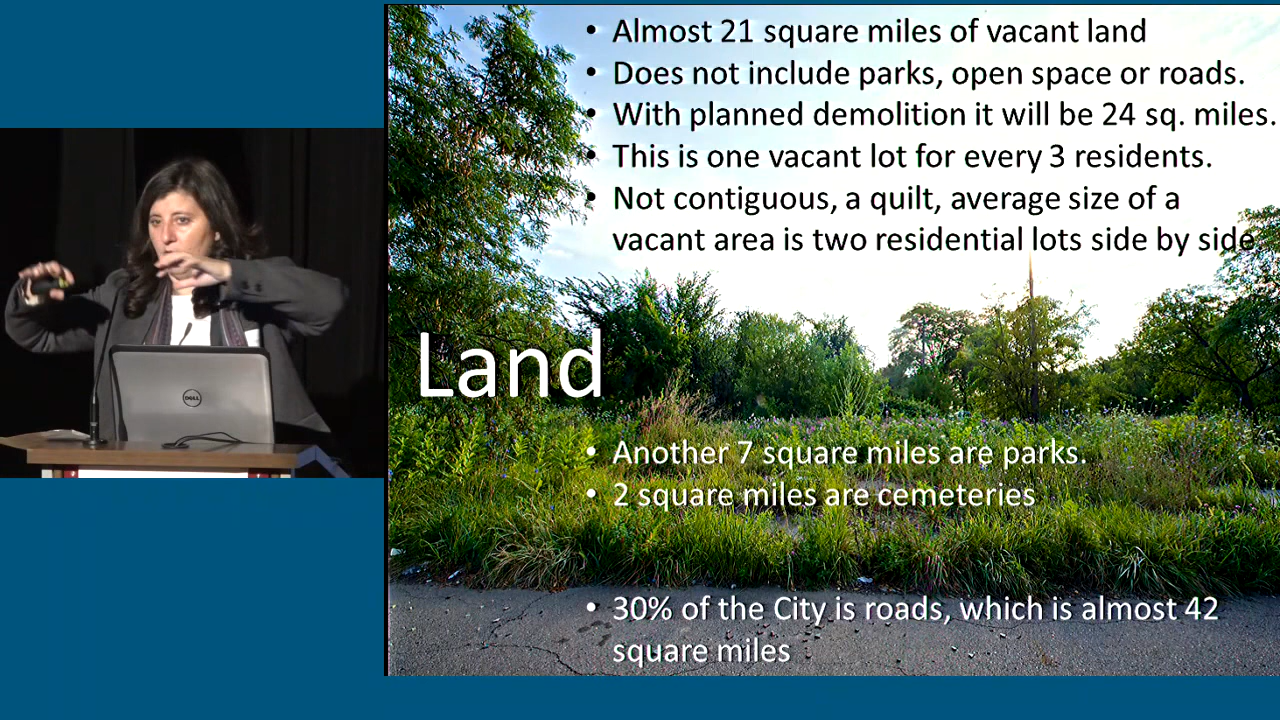 • Almost 21 square miles of vacant land
• Does not include parks, open space or roads.
• With planned demolition it will be 24 sq. miles.
• This is one vacant lot for every 3 residents.
• Not contiguous, a quilt, average size of a
vacant area is two residential lots side by side
Land
• Another 7 square miles are parks.
• 2 square miles are cemeteries
• 30% of the City is roads, which is almost 42
square miles
DELL